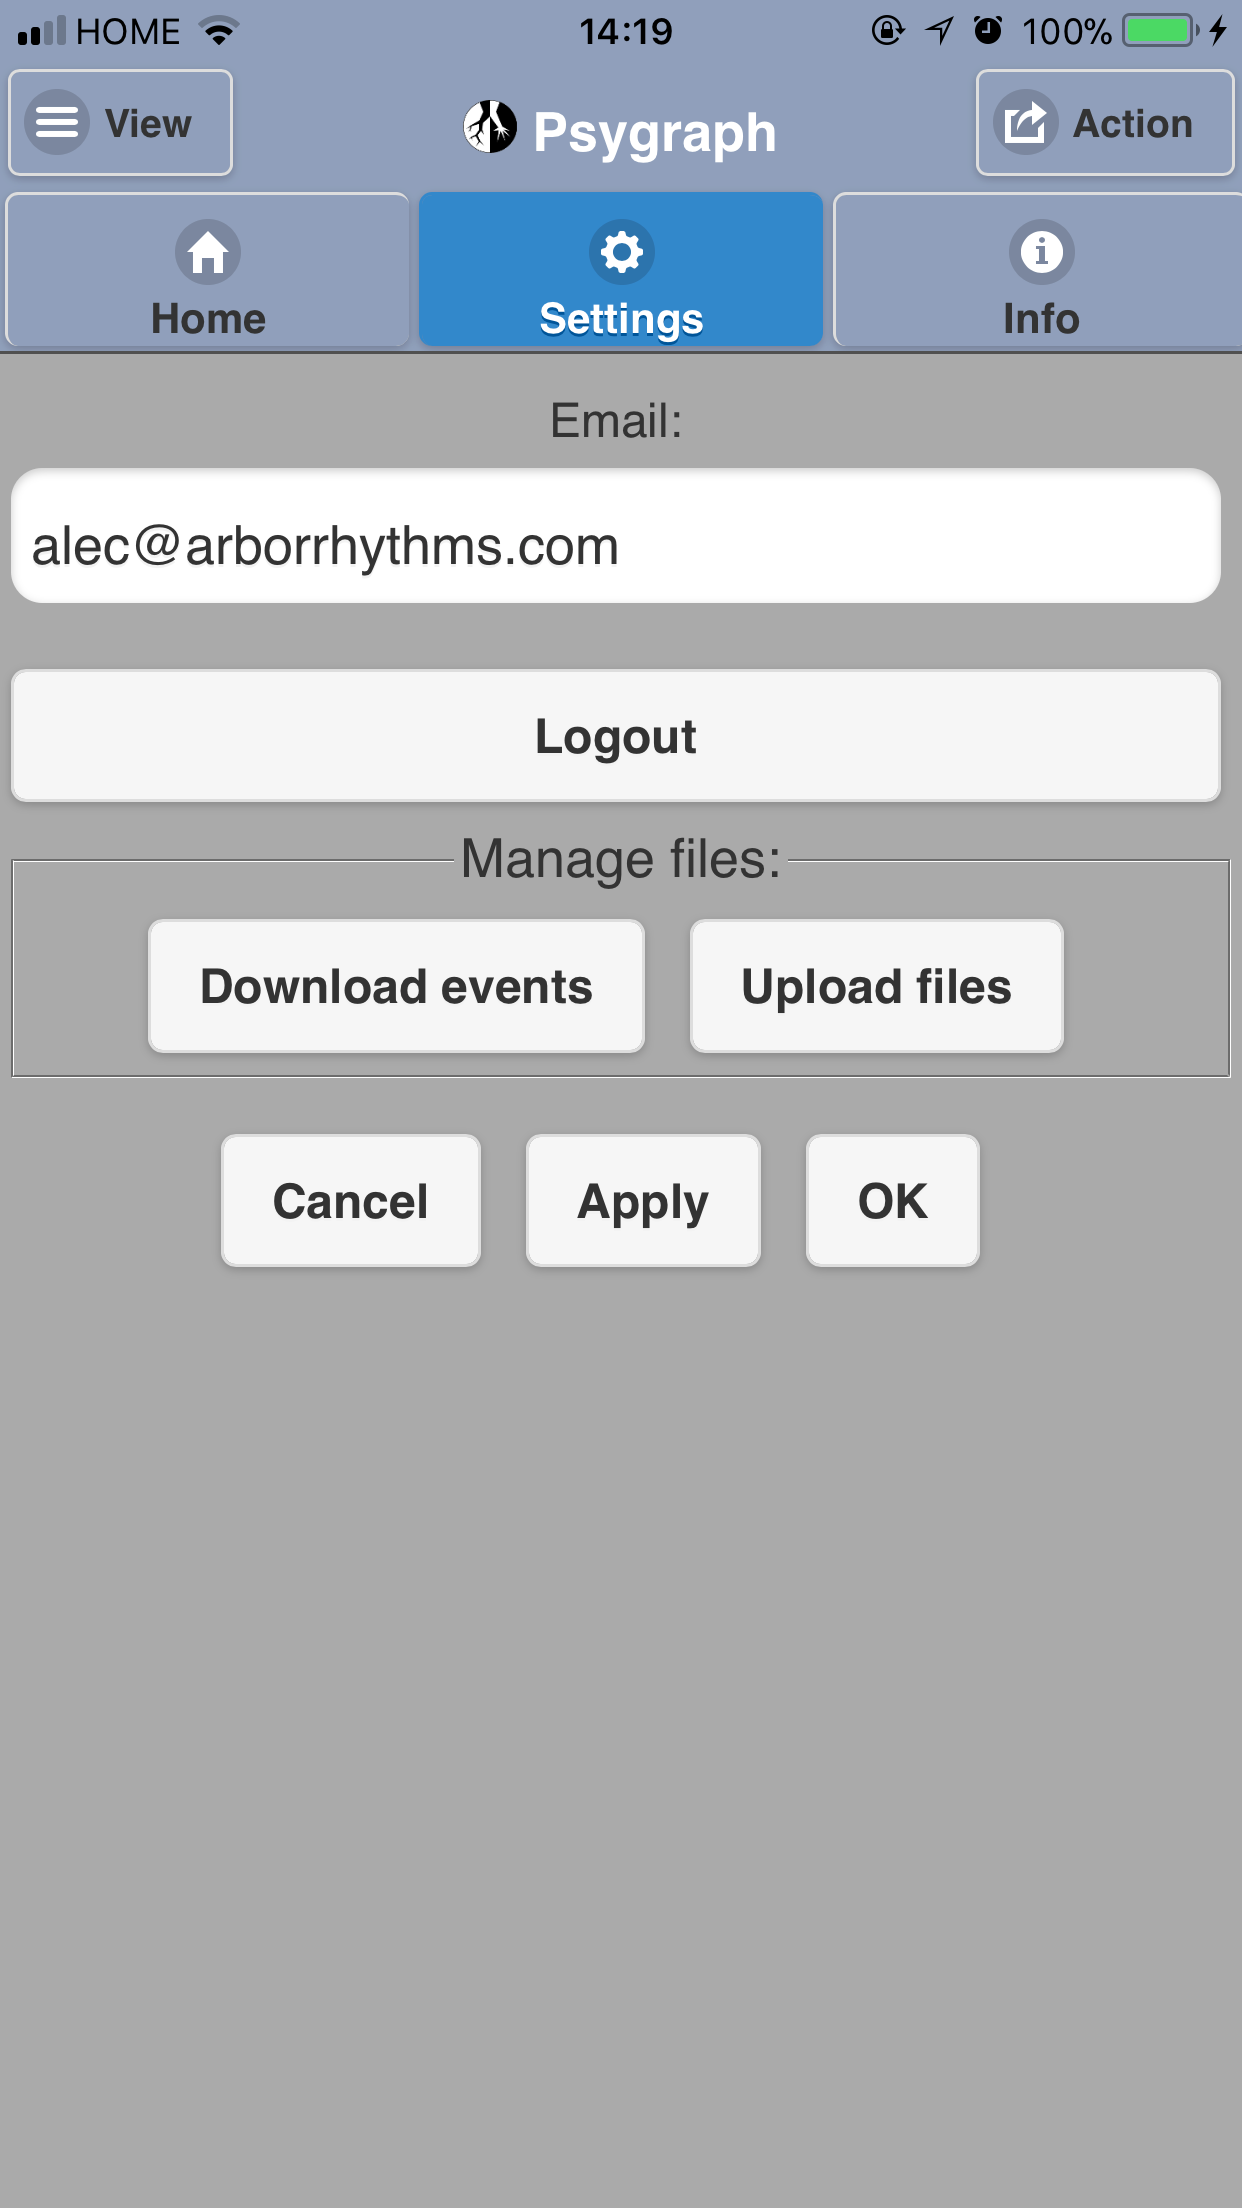 HOME 14:19 100%
View Psygraph Action
Home Settings Info
Email:
alec@arborrhythms.com
Logout
Manage files:
Download events Upload files
Cancel Apply OK